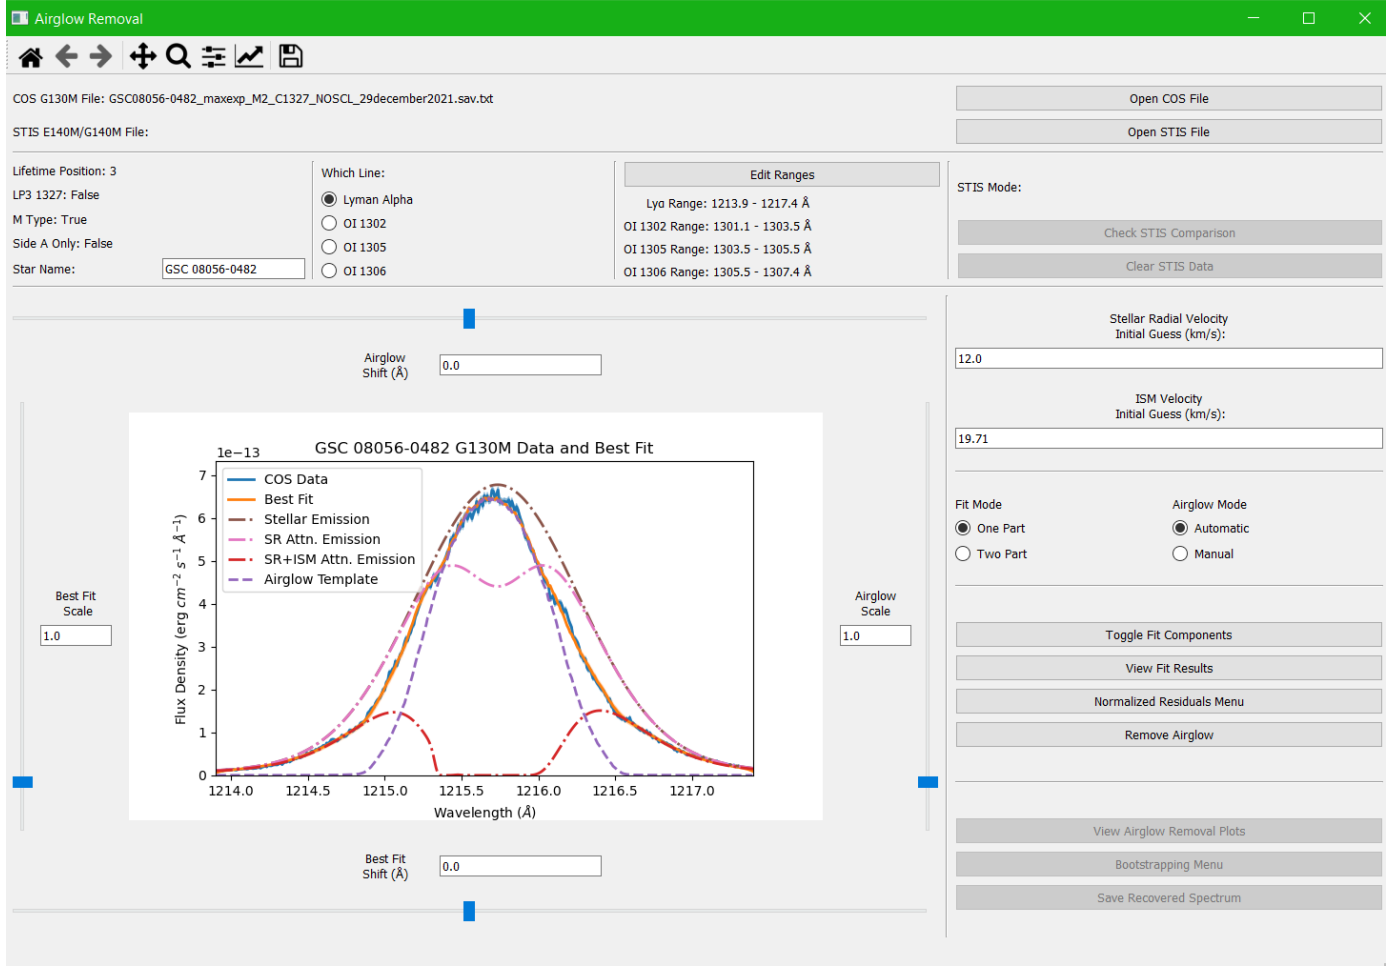 Airglow Removal
COS G130M File: GSC08056-0482_maxexp_M2_C1327_NOSCL_29december2021.sav.txt
Open COS File
STIS E140M/G140M File:
Open STIS File
Lifetime Position: 3
LP3 1327: False
M Type: True
Side A Only: False
Star Name:
GSC 08056-0482
Which Line:
Lyman Alpha
OI 1302
OI 1305
OI 1306
Edit Ranges
Lyα Range: 1213.9 - 1217.4 Å
OI 1302 Range: 1301.1 - 1303.5 Å
OI 1305 Range: 1303.5 - 1305.5 Å
OI 1306 Range: 1305.5 - 1307.4 Å
STIS Mode:
Check STIS Comparison
Clear STIS Data
Airglow
Shift (Å)
0.0
Best Fit
Scale
1.0
GSC 08056-0482 G130M Data and Best Fit
1e−13
COS Data
Best Fit
Stellar Emission
SR Attn. Emission
SR+ISM Attn. Emission
Airglow Template
Flux Density (erg cm⁻² s⁻¹ Å⁻¹)
7
6
5
4
3
2
1
0
1214.0 1214.5 1215.0 1215.5 1216.0 1216.5 1217.0
Wavelength (Å)
Airglow
Scale
1.0
Best Fit
Shift (Å)
0.0
Stellar Radial Velocity
Initial Guess (km/s):
12.0
ISM Velocity
Initial Guess (km/s):
19.71
Fit Mode
One Part
Two Part
Airglow Mode
Automatic
Manual
Toggle Fit Components
View Fit Results
Normalized Residuals Menu
Remove Airglow
View Airglow Removal Plots
Bootstrapping Menu
Save Recovered Spectrum